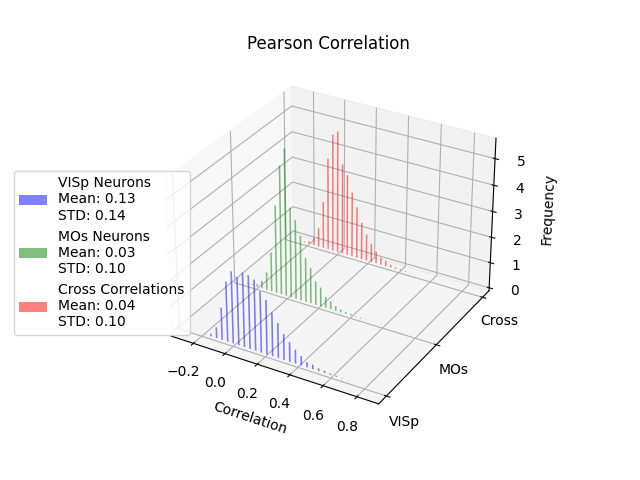 Pearson Correlation
VISp Neurons
Mean: 0.13
STD: 0.14
MOs Neurons
Mean: 0.03
STD: 0.10
Cross Correlations
Mean: 0.04
STD: 0.10
5
4
3
2
1
0
Frequency
Cross
MOs
VISp
−0.2
0.0
0.2
0.4
0.6
0.8
Correlation